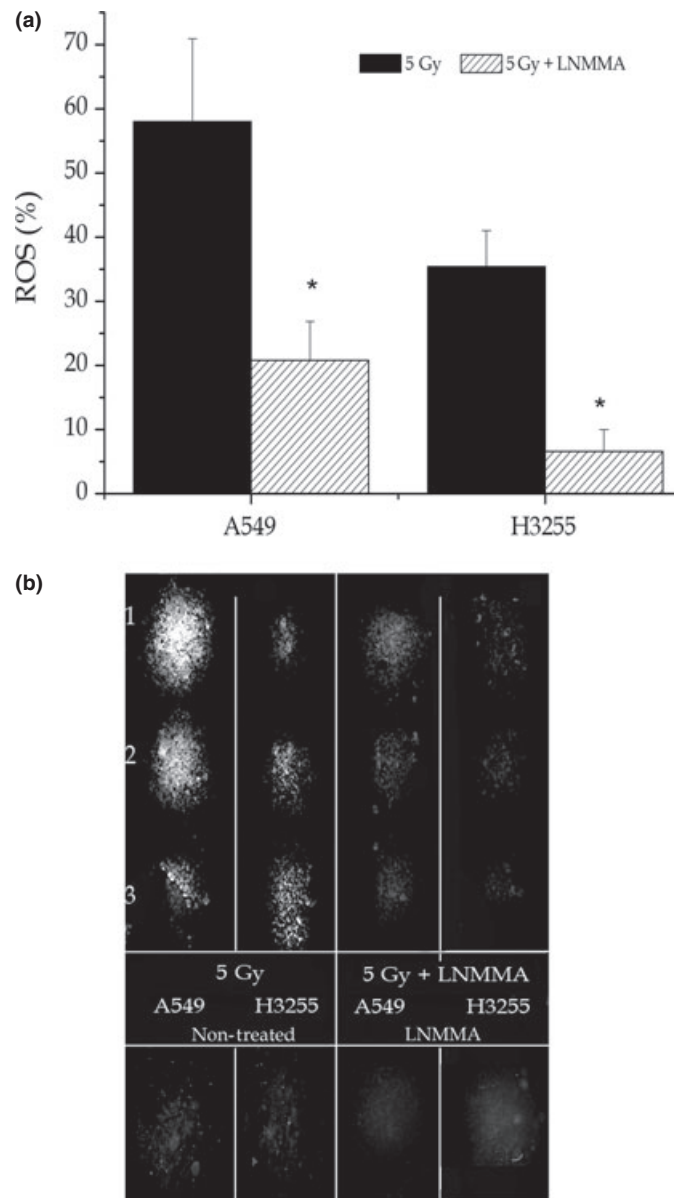 (a)
70
60
50
40
30
20
10
0
ROS (%)
5 Gy
5 Gy + LNMMA
*
*
A549
H3255
(b)
1
2
3
5 Gy
5 Gy + LNMMA
A549
H3255
A549
H3255
Non-treated
LNMMA